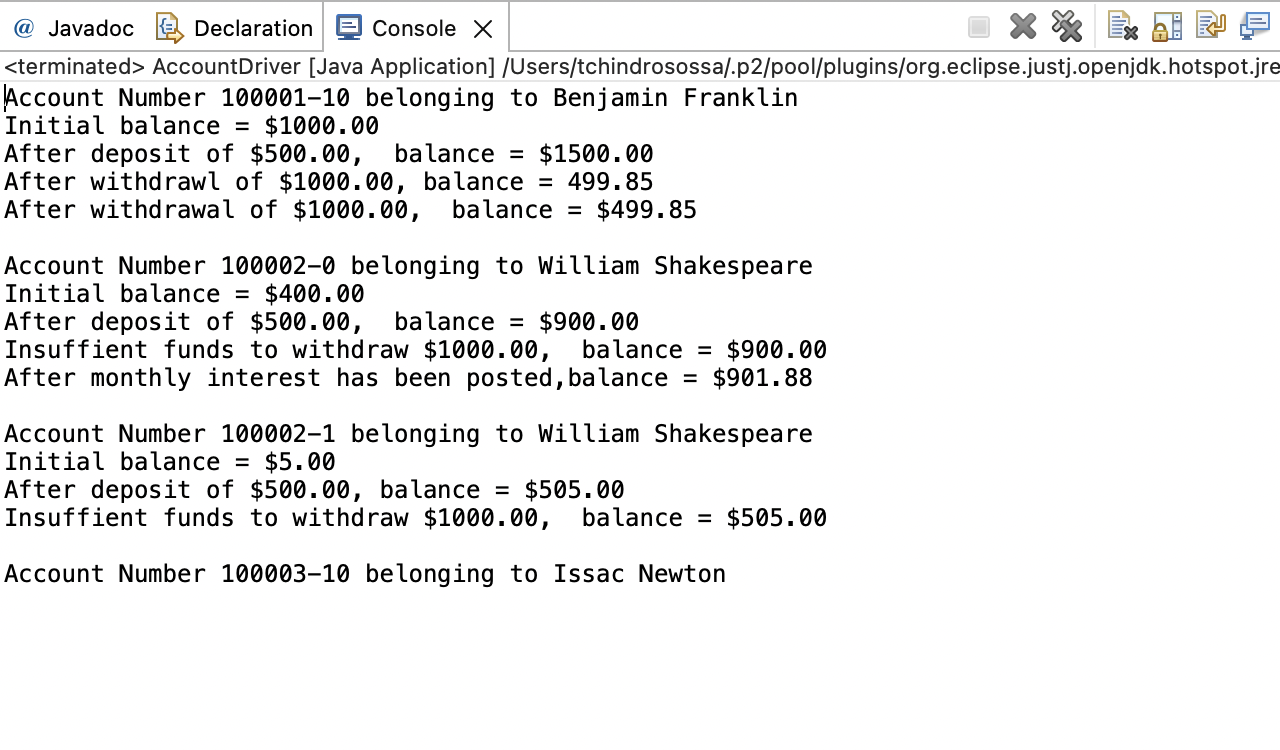 @ Javadoc Declaration Console
<terminated> AccountDriver [Java Application] /Users/tchindrosossa/.p2/pool/plugins/org.eclipse.justj.openjdk.hotspot.jre
Account Number 100001-10 belonging to Benjamin Franklin
Initial balance = $1000.00
After deposit of $500.00,  balance = $1500.00
After withdrawl of $1000.00, balance = 499.85
After withdrawal of $1000.00,  balance = $499.85

Account Number 100002-0 belonging to William Shakespeare
Initial balance = $400.00
After deposit of $500.00,  balance = $900.00
Insuffient funds to withdraw $1000.00,  balance = $900.00
After monthly interest has been posted,balance = $901.88

Account Number 100002-1 belonging to William Shakespeare
Initial balance = $5.00
After deposit of $500.00, balance = $505.00
Insuffient funds to withdraw $1000.00,  balance = $505.00

Account Number 100003-10 belonging to Issac Newton